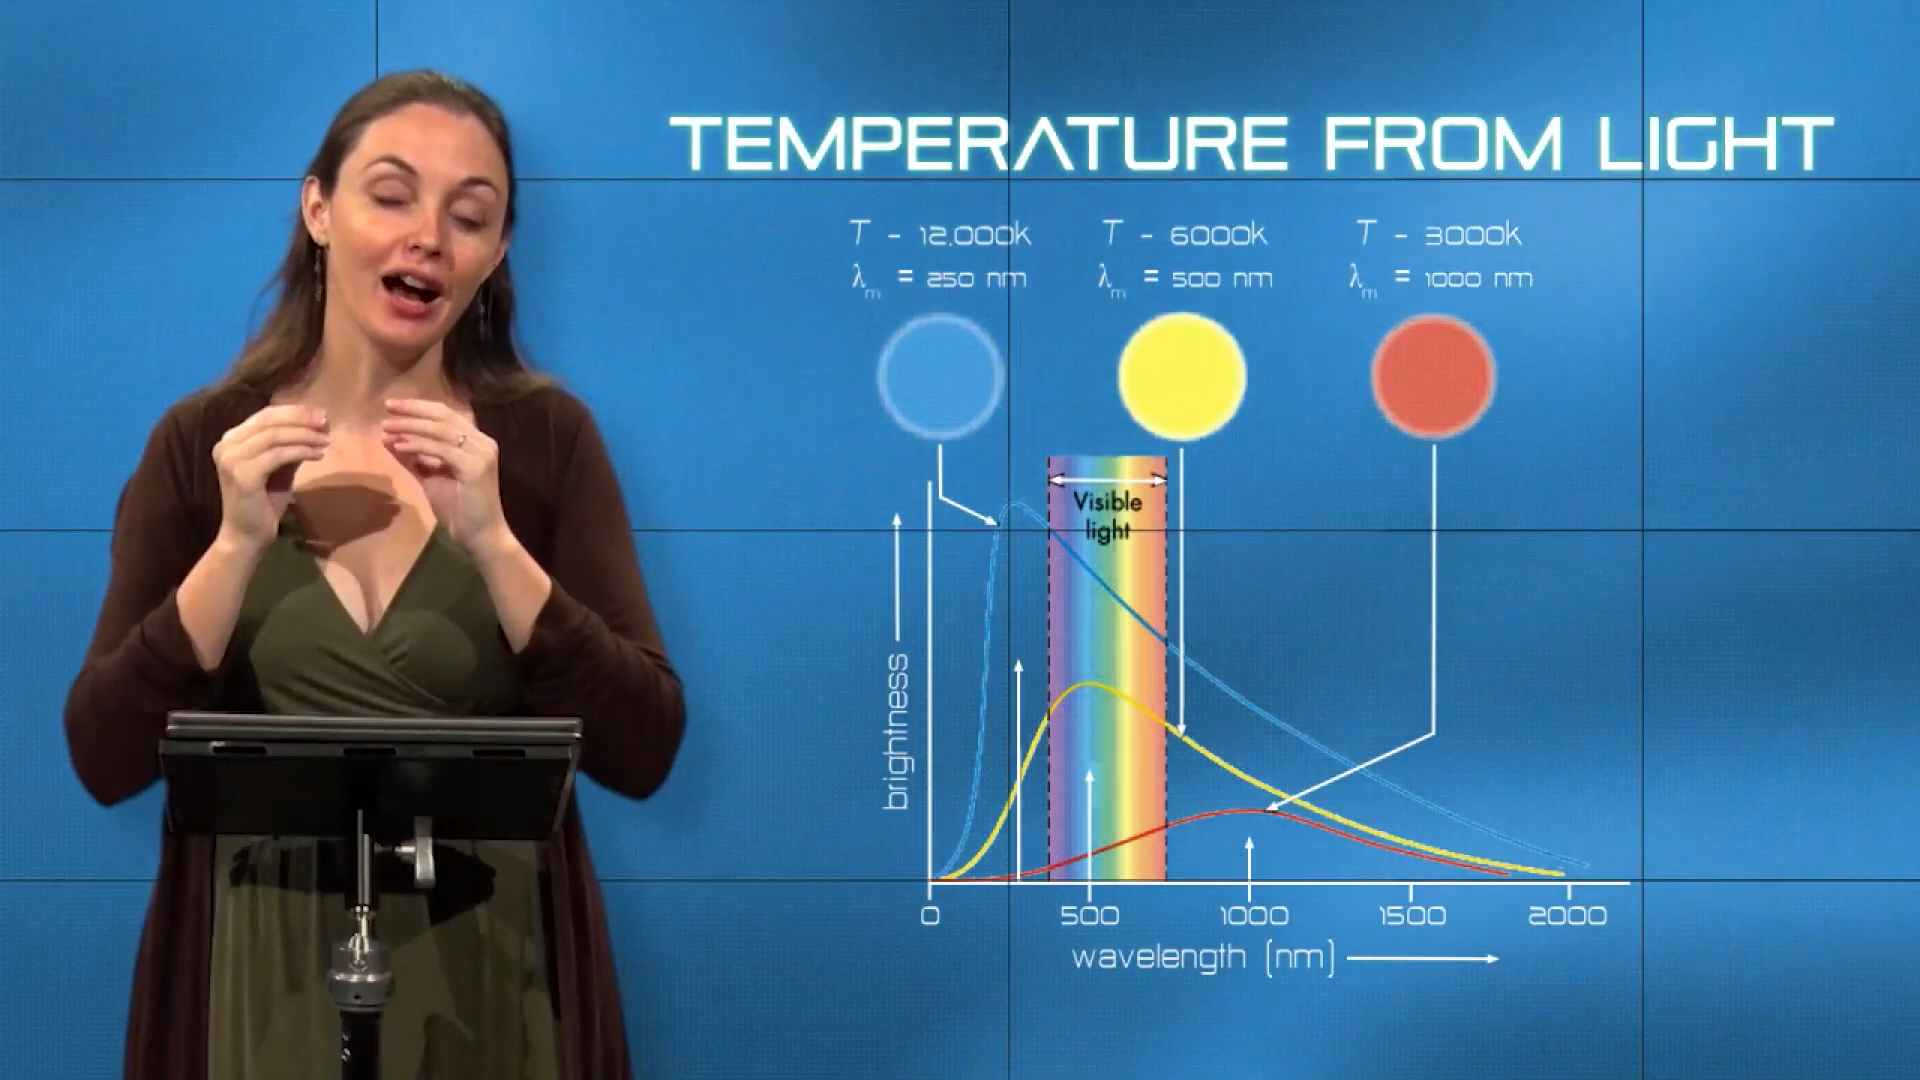 TEMPERATURE FROM LIGHT
T - 12.000k
λm = 250 nm
T - 6000k
λm = 500 nm
T - 3000k
λm = 1000 nm
Visible
light
brightness
0 500 1000 1500 2000
wavelength (nm)